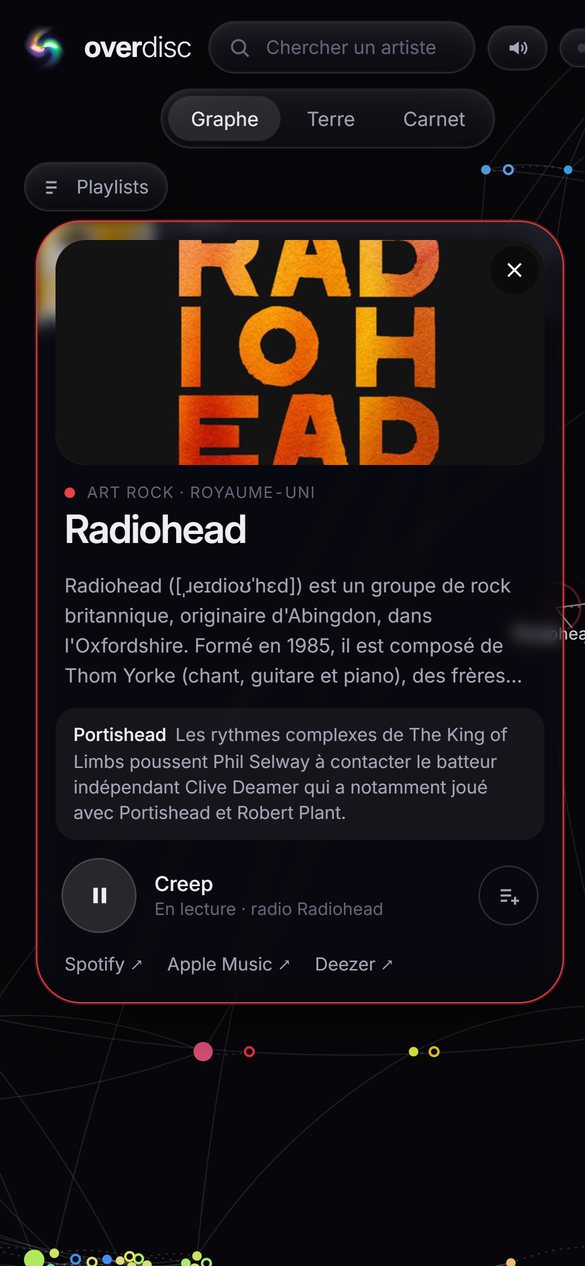 overdisc
Chercher un artiste
Graphe
Terre
Carnet
Playlists
RAD
IOH
EAD
ART ROCK · ROYAUME-UNI
Radiohead
Radiohead ([ˌɹeɪdioʊˈhɛd]) est un groupe de rock
britannique, originaire d'Abingdon, dans
l'Oxfordshire. Formé en 1985, il est composé de
Thom Yorke (chant, guitare et piano), des frères...
Portishead Les rythmes complexes de The King of
Limbs poussent Phil Selway à contacter le batteur
indépendant Clive Deamer qui a notamment joué
avec Portishead et Robert Plant.
Creep
En lecture · radio Radiohead
Spotify ↗ Apple Music ↗ Deezer ↗